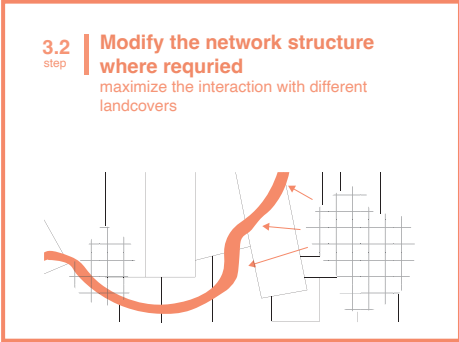 3.2
step
Modify the network structure
where requried
maximize the interaction with different
landcovers